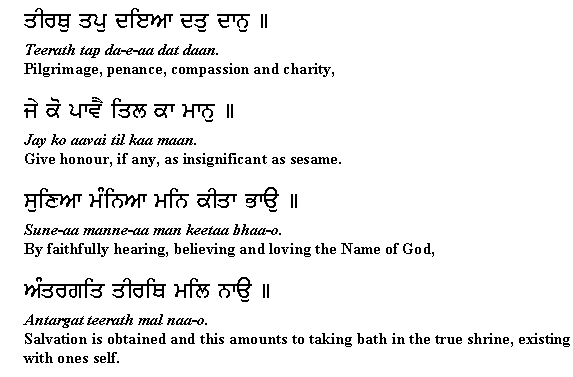 ਤੀਰਥੁ ਤਪੁ ਦਇਆ ਦਤੁ ਦਾਨੁ ॥
Teerath tap da-e-aa dat daan.
Pilgrimage, penance, compassion and charity,
ਜੇ ਕੋ ਪਾਵੈ ਤਿਲ ਕਾ ਮਾਨੁ ॥
Jay ko aavai til kaa maan.
Give honour, if any, as insignificant as sesame.
ਸੁਣਿਆ ਮੰਨਿਆ ਮਨਿ ਕੀਤਾ ਭਾਉ ॥
Sune-aa manne-aa man keetaa bhaa-o.
By faithfully hearing, believing and loving the Name of God,
ਅੰਤਰਗਤਿ ਤੀਰਥਿ ਮਲਿ ਨਾਉ ॥
Antargat teerath mal naa-o.
Salvation is obtained and this amounts to taking bath in the true shrine, existing
with ones self.